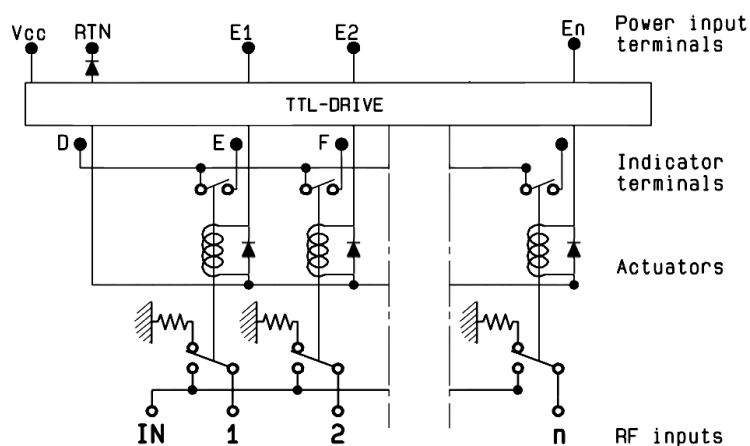 Vcc RTN E1 E2 En Power input
terminals
TTL-DRIVE
D E F Indicator
terminals
Actuators
IN 1 2 n RF inputs